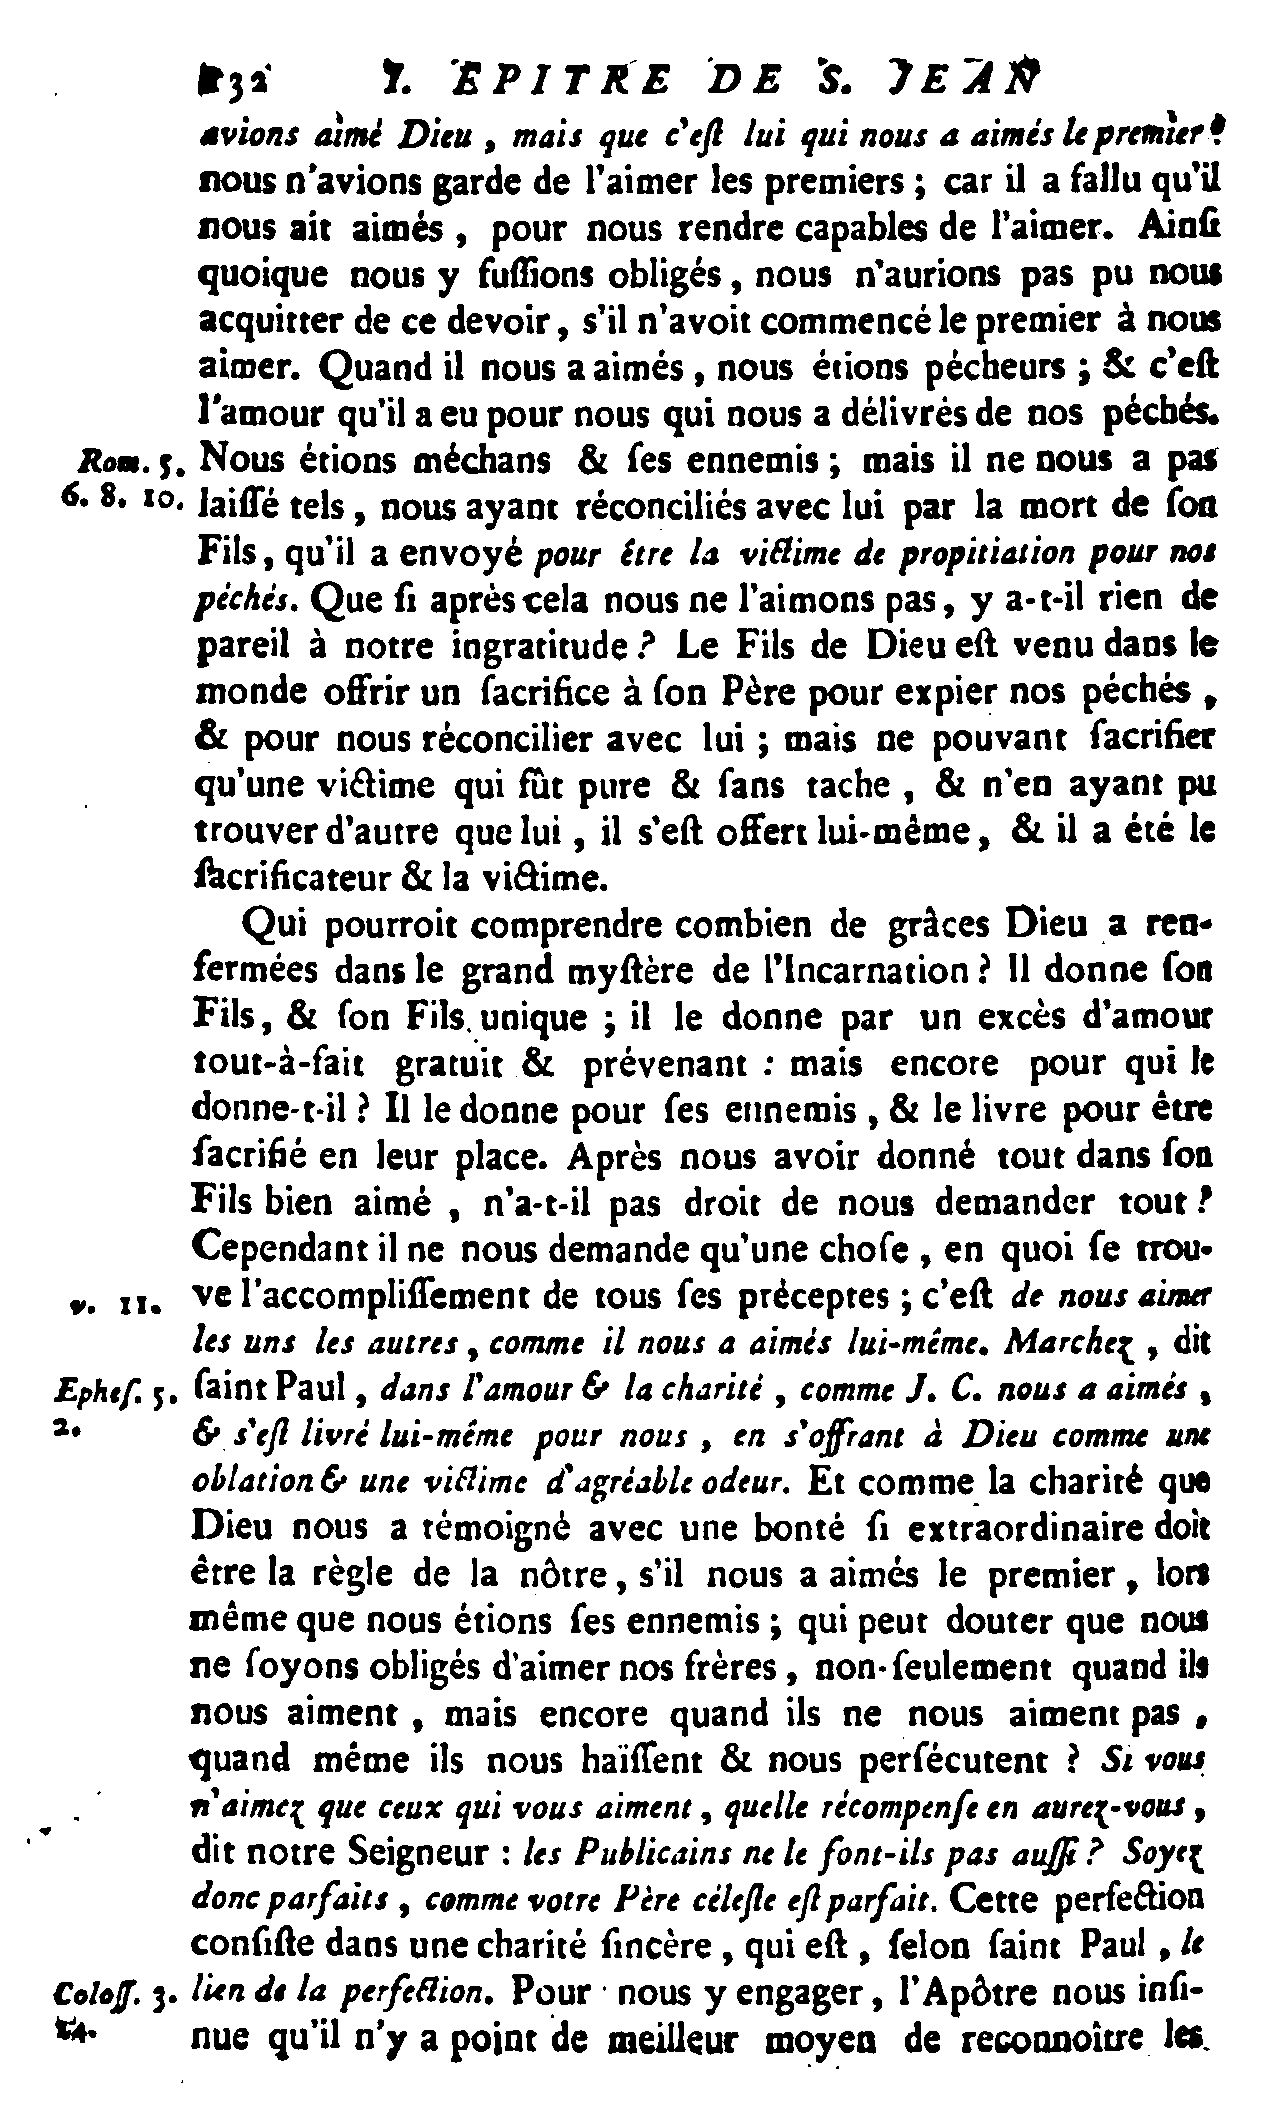 132 I. EPITRE DE S. JEAN
avions aimé Dieu , mais que c'eſt lui qui nous a aimés le premier :
nous n'avions garde de l'aimer les premiers ; car il a fallu qu'il
nous ait aimés , pour nous rendre capables de l'aimer. Ainſi
quoique nous y fuſſions obligés , nous n'aurions pas pu nous
acquitter de ce devoir , s'il n'avoit commencé le premier à nous
aimer. Quand il nous a aimés , nous étions pécheurs ; & c'eſt
l'amour qu'il a eu pour nous qui nous a délivrés de nos péchés.
Rom. 5. Nous étions méchans & ſes ennemis ; mais il ne nous a pas
6. 8. 10. laiſſé tels , nous ayant réconciliés avec lui par la mort de ſon
Fils , qu'il a envoyé pour être la victime de propitiation pour nos
péchés. Que ſi après cela nous ne l'aimons pas , y a-t-il rien de
pareil à notre ingratitude ? Le Fils de Dieu eſt venu dans le
monde offrir un ſacrifice à ſon Père pour expier nos péchés ,
& pour nous réconcilier avec lui ; mais ne pouvant ſacrifier
qu'une victime qui fût pure & ſans tache , & n'en ayant pu
trouver d'autre que lui , il s'eſt offert lui-même , & il a été le
ſacrificateur & la victime.
Qui pourroit comprendre combien de grâces Dieu a ren-
fermées dans le grand myſtère de l'Incarnation ? Il donne ſon
Fils , & ſon Fils unique ; il le donne par un excès d'amour
tout-à-fait gratuit & prévenant : mais encore pour qui le
donne-t-il ? Il le donne pour ſes ennemis , & le livre pour être
ſacrifié en leur place. Après nous avoir donné tout dans ſon
Fils bien aimé , n'a-t-il pas droit de nous demander tout ?
Cependant il ne nous demande qu'une choſe , en quoi ſe trou-
v. 11. ve l'accompliſſement de tous ſes préceptes ; c'eſt de nous aimer
les uns les autres , comme il nous a aimés lui-même. Marchez , dit
Epheſ. 5. ſaint Paul , dans l'amour & la charité , comme J. C. nous a aimés ,
2. & s'eſt livré lui-même pour nous , en s'offrant à Dieu comme une
oblation & une victime d'agréable odeur. Et comme la charité que
Dieu nous a témoigné avec une bonté ſi extraordinaire doit
être la règle de la nôtre , s'il nous a aimés le premier , lors
même que nous étions ſes ennemis ; qui peut douter que nous
ne ſoyons obligés d'aimer nos frères , non-ſeulement quand ils
nous aiment , mais encore quand ils ne nous aiment pas ,
quand même ils nous haïſſent & nous perſécutent ? Si vous
n'aimez que ceux qui vous aiment , quelle récompenſe en aurez-vous ,
dit notre Seigneur : les Publicains ne le font-ils pas auſſi ? Soyez
donc parfaits , comme votre Père céleſte eſt parfait. Cette perfection
conſiſte dans une charité ſincère , qui eſt , ſelon ſaint Paul , le
Coloſſ. 3. lien de la perfection. Pour nous y engager , l'Apôtre nous inſi-
14. nue qu'il n'y a point de meilleur moyen de reconnoître les